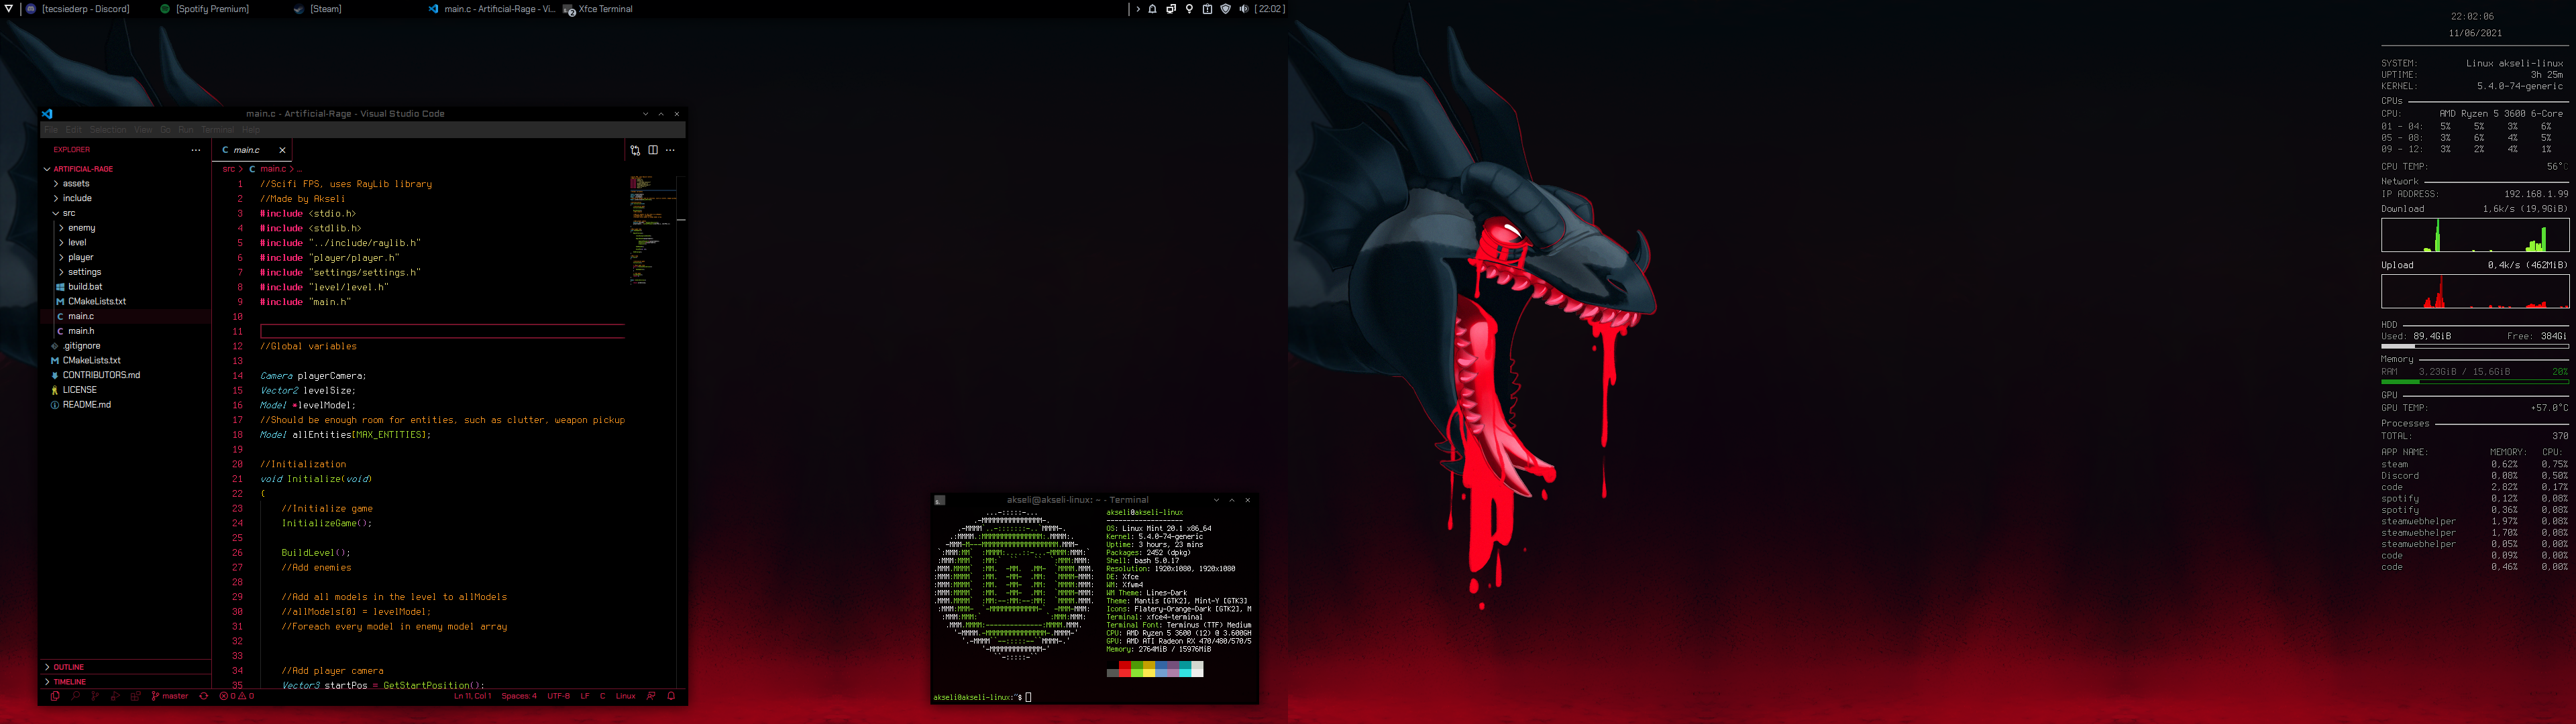 [tecsiederp - Discord]
[Spotify Premium]
[Steam]
main.c - Artificial-Rage - Vi...
2
Xfce Terminal
[ 22:02 ]
main.c - Artificial-Rage - Visual Studio Code
File Edit Selection View Go Run Terminal Help
EXPLORER
ARTIFICIAL-RAGE
assets
include
src
enemy
level
player
settings
build.bat
CMakeLists.txt
main.c
main.h
.gitignore
CMakeLists.txt
CONTRIBUTORS.md
LICENSE
README.md
OUTLINE
TIMELINE
C main.c
src > C main.c > ...
1 //Scifi FPS, uses RayLib library
2 //Made by Akseli
3 #include <stdio.h>
4 #include <stdlib.h>
5 #include "../include/raylib.h"
6 #include "player/player.h"
7 #include "settings/settings.h"
8 #include "level/level.h"
9 #include "main.h"
10
11
12 //Global variables
13
14 Camera playerCamera;
15 Vector2 levelSize;
16 Model *levelModel;
17 //Should be enough room for entities, such as clutter, weapon pickup
18 Model allEntities[MAX_ENTITIES];
19
20 //Initialization
21 void Initialize(void)
22 {
23 //Initialize game
24 InitializeGame();
25
26 BuildLevel();
27 //Add enemies
28
29 //Add all models in the level to allModels
30 //allModels[0] = levelModel;
31 //Foreach every model in enemy model array
32
33
34 //Add player camera
35 Vector3 startPos = GetStartPosition();
master
0 0
Ln 11, Col 1
Spaces: 4
UTF-8
LF
C
Linux
akseli@akseli-linux: ~ - Terminal
akseli@akseli-linux
-------------------
OS: Linux Mint 20.1 x86_64
Kernel: 5.4.0-74-generic
Uptime: 3 hours, 23 mins
Packages: 2452 (dpkg)
Shell: bash 5.0.17
Resolution: 1920x1080, 1920x1080
DE: Xfce
WM: Xfwm4
WM Theme: Lines-Dark
Theme: Mantis [GTK2], Mint-Y [GTK3]
Icons: Flatery-Orange-Dark [GTK2], M
Terminal: xfce4-terminal
Terminal Font: Terminus (TTF) Medium
CPU: AMD Ryzen 5 3600 (12) @ 3.600GH
GPU: AMD ATI Radeon RX 470/480/570/5
Memory: 2764MiB / 15976MiB
akseli@akseli-linux:~$
22:02:06
11/06/2021
SYSTEM: Linux akseli-linux
UPTIME: 3h 25m
KERNEL: 5.4.0-74-generic
CPUs
CPU: AMD Ryzen 5 3600 6-Core
01 - 04: 5% 5% 3% 6%
05 - 08: 3% 6% 4% 5%
09 - 12: 3% 2% 4% 1%
CPU TEMP: 56°C
Network
IP ADDRESS: 192.168.1.99
Download 1,6k/s (19,9GiB)
Upload 0,4k/s (462MiB)
HDD
Used: 89,4GiB Free: 384Gi
Memory
RAM 3,23GiB / 15,6GiB 20%
GPU
GPU TEMP: +57.0°C
Processes
TOTAL: 370
APP NAME: MEMORY: CPU:
steam 0,62% 0,75%
Discord 0,08% 0,50%
code 2,82% 0,17%
spotify 0,12% 0,08%
spotify 0,36% 0,08%
steamwebhelper 1,97% 0,08%
steamwebhelper 1,70% 0,08%
steamwebhelper 0,05% 0,00%
code 0,09% 0,00%
code 0,46% 0,00%